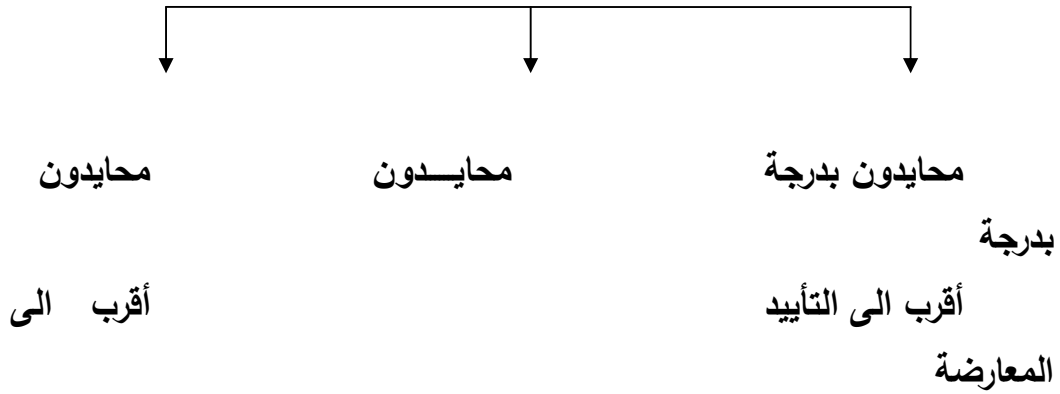 محايدون بدرجة محايــدون محايدون
بدرجة
أقرب الى التأييد أقرب الى
المعارضة